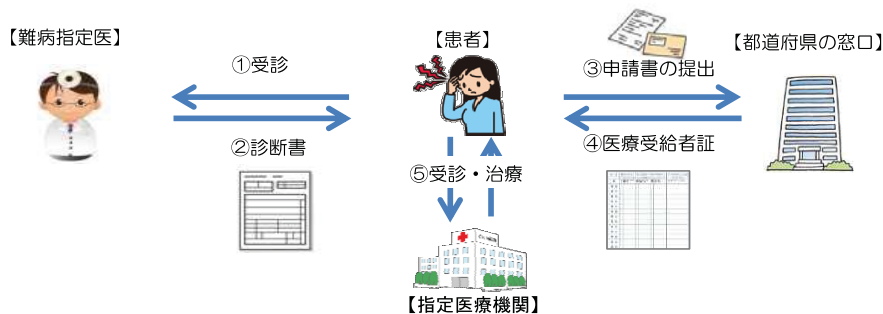 【難病指定医】
①受診
②診断書
【患者】
③申請書の提出
【都道府県の窓口】
④医療受給者証
⑤受診・治療
【指定医療機関】